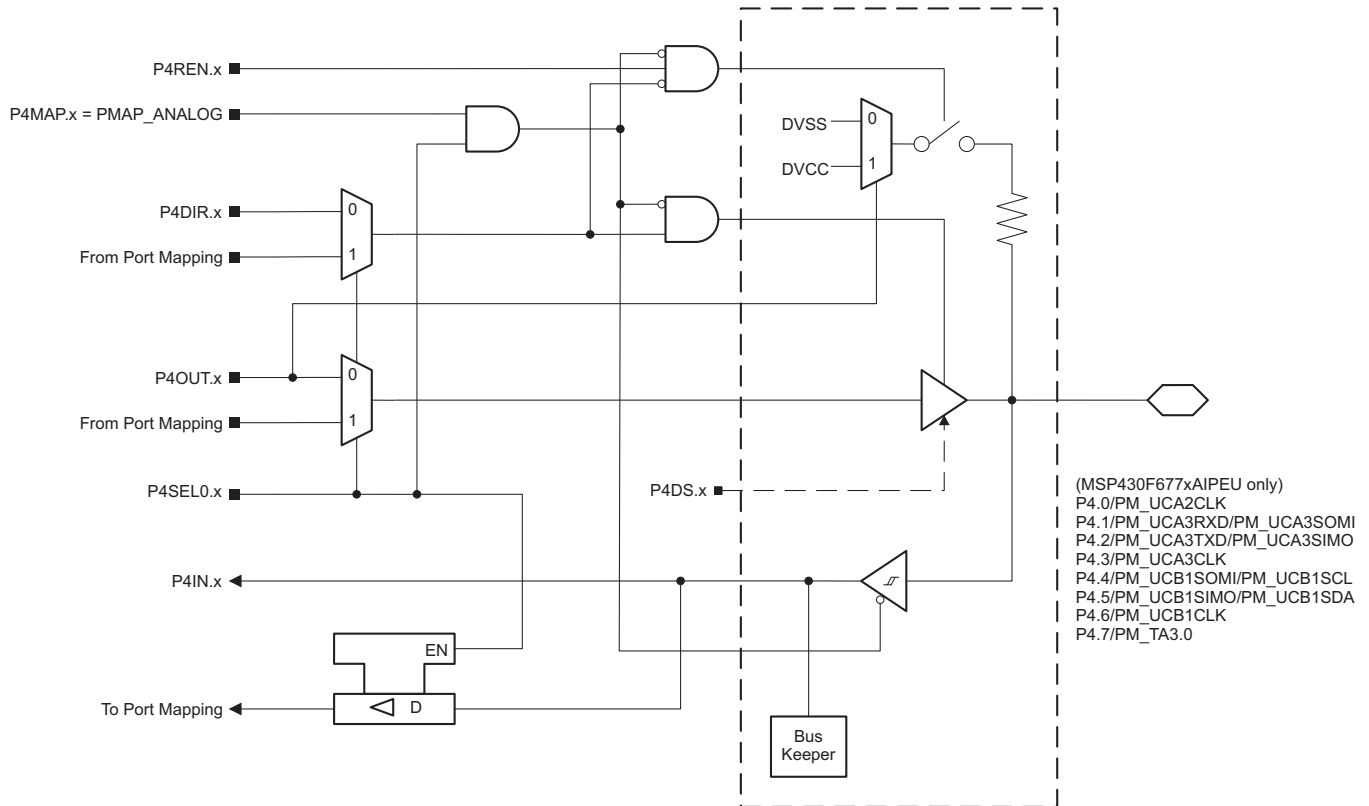 P4REN.x
P4MAP.x = PMAP_ANALOG
DVSS
0
DVCC
1
P4DIR.x
0
From Port Mapping
1
P4OUT.x
0
From Port Mapping
1
P4SEL0.x
P4DS.x
(MSP430F677xAIPEU only)
P4.0/PM_UCA2CLK
P4.1/PM_UCA3RXD/PM_UCA3SOMI
P4.2/PM_UCA3TXD/PM_UCA3SIMO
P4.3/PM_UCA3CLK
P4.4/PM_UCB1SOMI/PM_UCB1SCL
P4.5/PM_UCB1SIMO/PM_UCB1SDA
P4.6/PM_UCB1CLK
P4.7/PM_TA3.0
P4IN.x
EN
To Port Mapping
D
Bus
Keeper